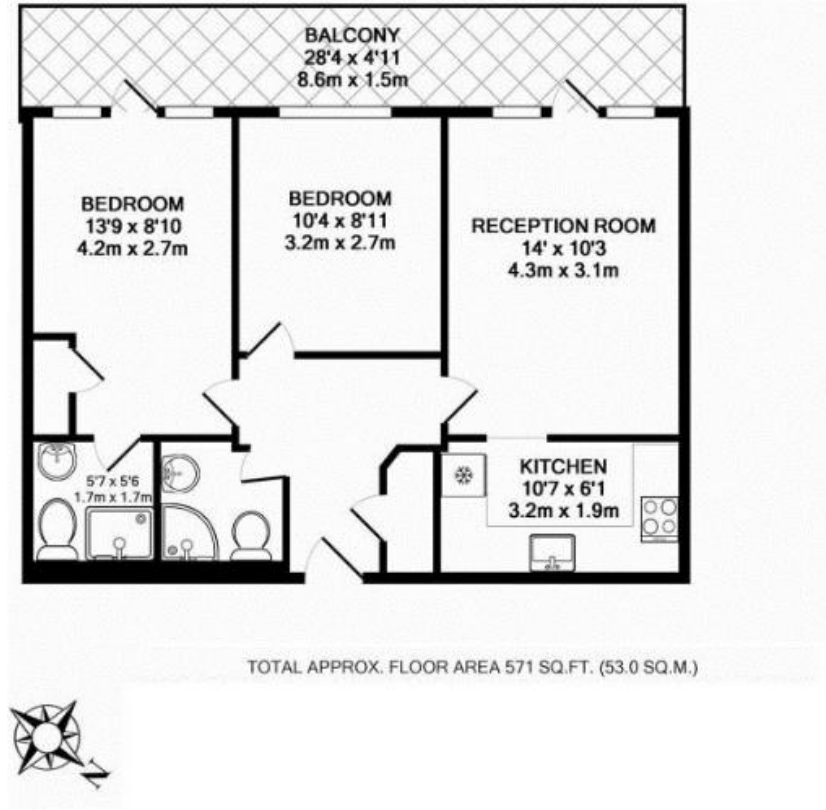 BALCONY
28'4 x 4'11
8.6m x 1.5m
BEDROOM
13'9 x 8'10
4.2m x 2.7m
BEDROOM
10'4 x 8'11
3.2m x 2.7m
RECEPTION ROOM
14' x 10'3
4.3m x 3.1m
5'7 x 5'6
1.7m x 1.7m
KITCHEN
10'7 x 6'1
3.2m x 1.9m
TOTAL APPROX. FLOOR AREA 571 SQ.FT. (53.0 SQ.M.)
N